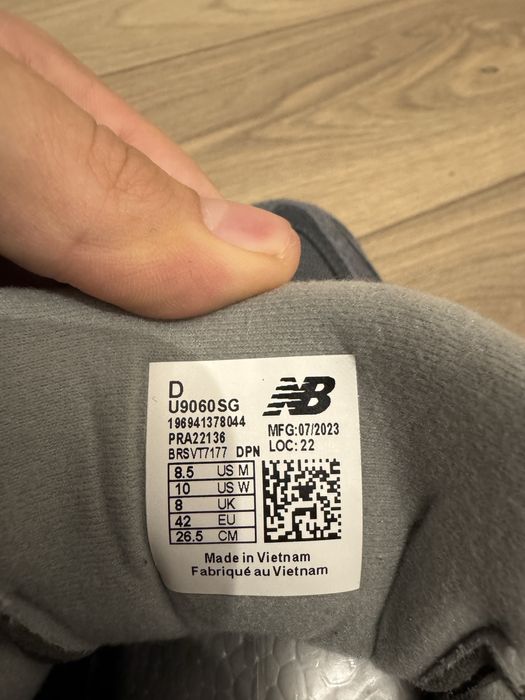 D
U9060SG
196941378044
PRA22136
BRSVT7177 DPN
NB
MFG:07/2023
LOC: 22
8.5 US M
10 US W
8 UK
42 EU
26.5 CM
Made in Vietnam
Fabriqué au Vietnam